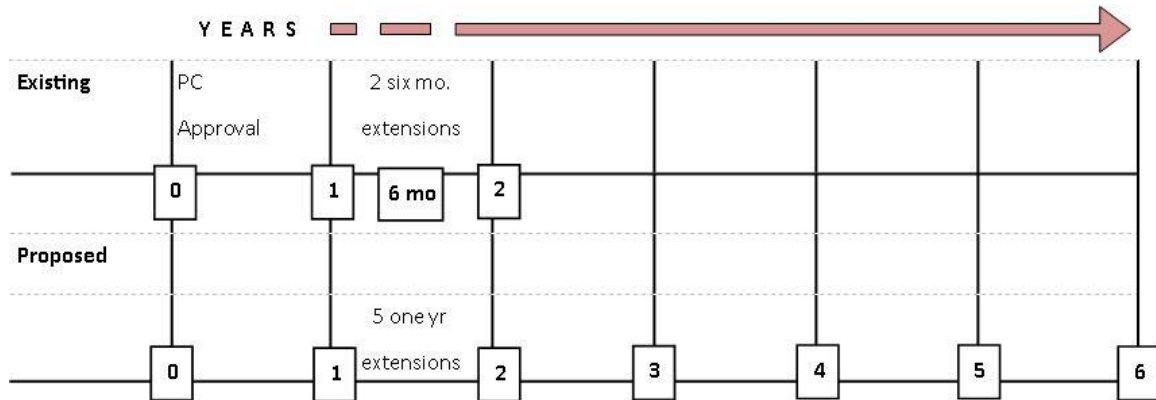 YEARS
Existing
PC
Approval
2 six mo.
extensions
0
1
6 mo
2
Proposed
5 one yr
extensions
0
1
2
3
4
5
6